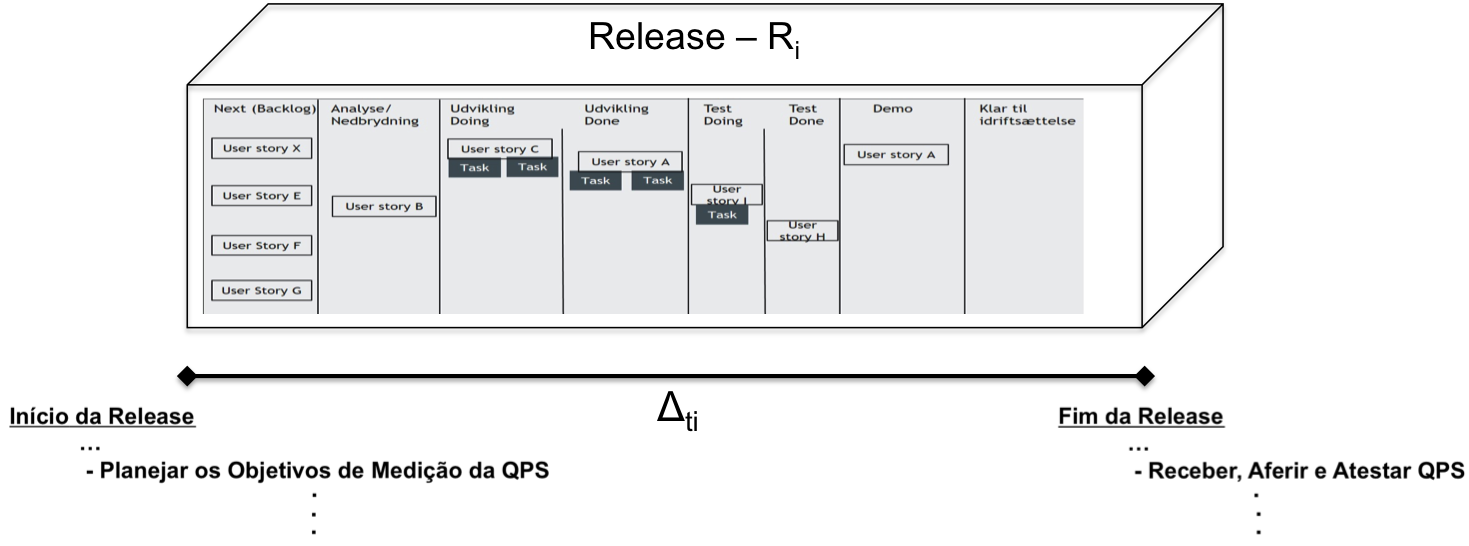 Release – Ri
Next (Backlog)
Analyse/
Nedbrydning
Udvikling
Doing
Udvikling
Done
Test
Doing
Test
Done
Demo
Klar til
idriftsættelse
User story X
User Story E
User Story F
User Story G
User story B
User story C
Task Task
User story A
Task Task
User
story I
Task
User
story H
User story A
Δti
Início da Release
...
- Planejar os Objetivos de Medição da QPS
.
.
.
Fim da Release
...
- Receber, Aferir e Atestar QPS
.
.
.